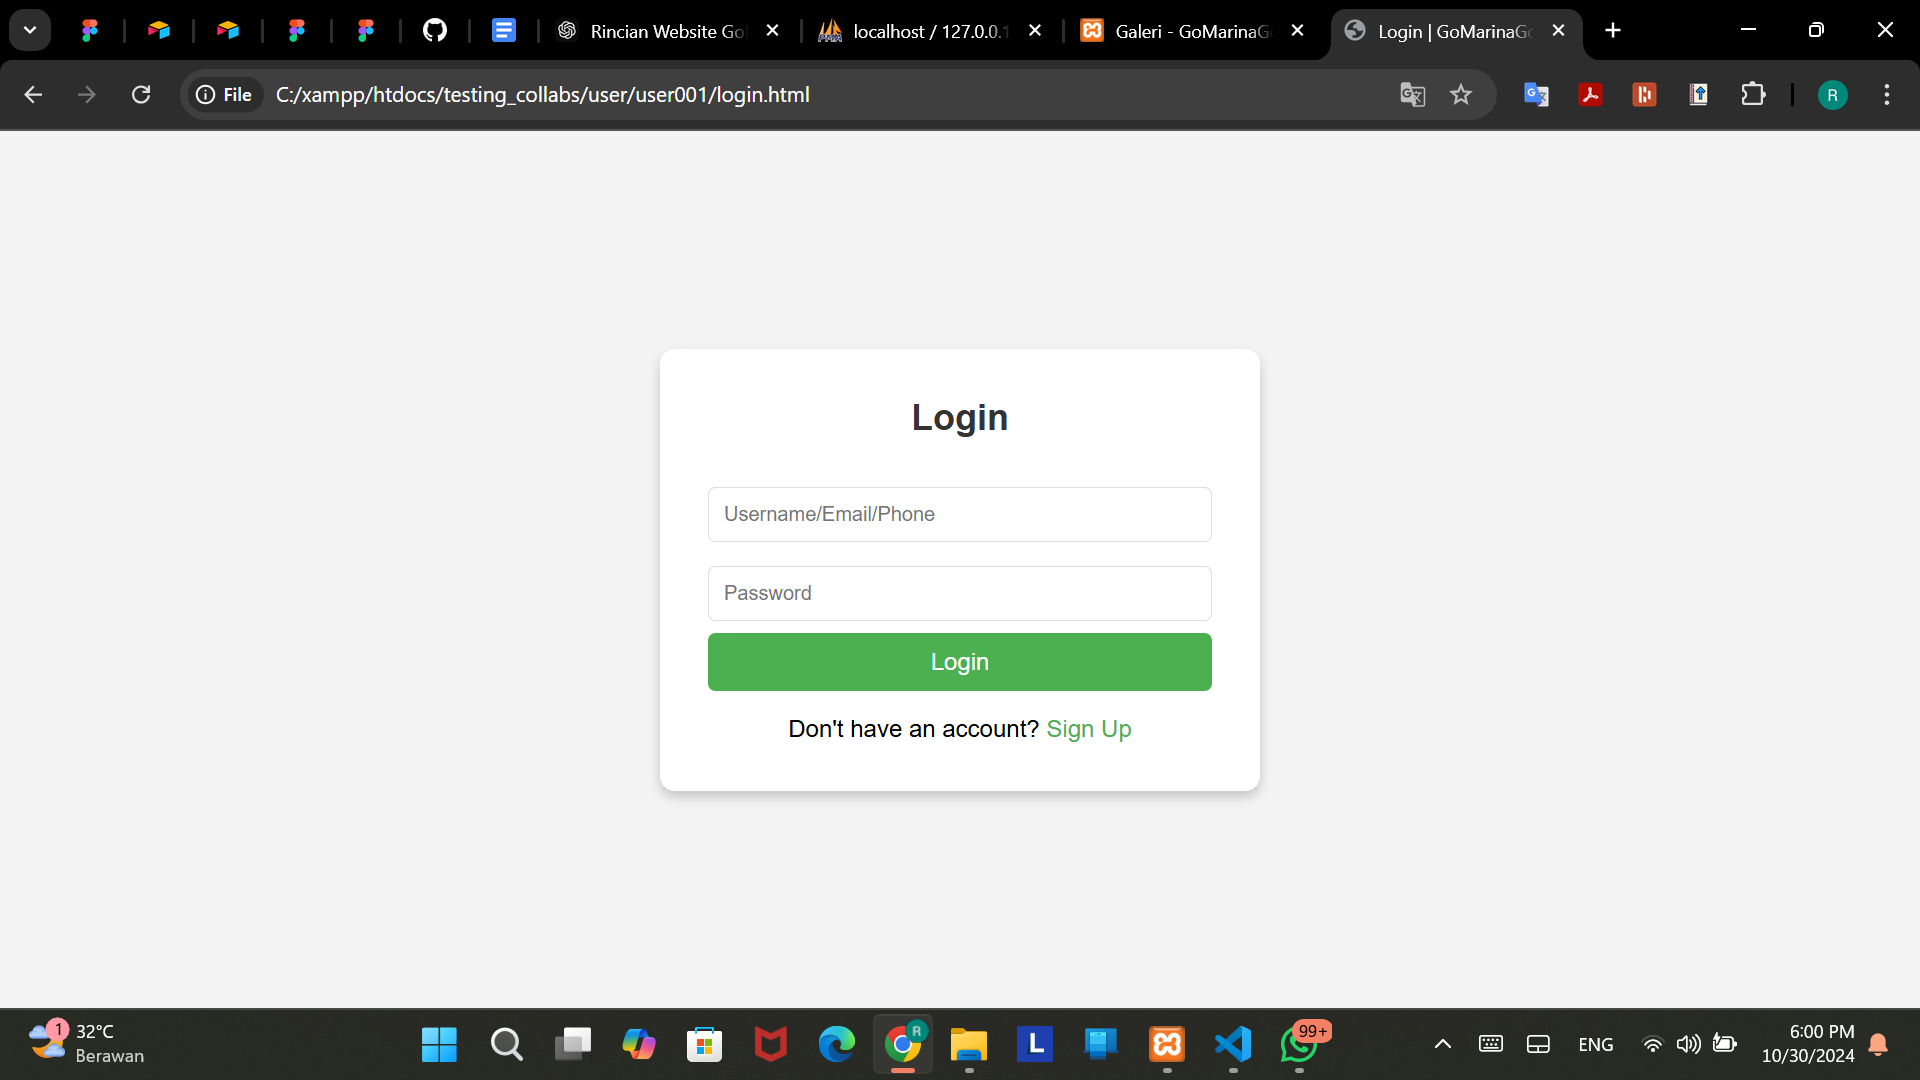 Rincian Website Go
localhost / 127.0.0.1
Galeri - GoMarinaG
Login | GoMarinaG
File
C:/xampp/htdocs/testing_collabs/user/user001/login.html
R
Login
Username/Email/Phone
Password
Login
Don't have an account? Sign Up
1
32°C
Berawan
R
L
99+
ENG
6:00 PM
10/30/2024